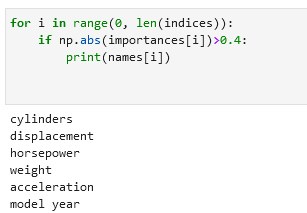 for i in range(0, len(indices)):
    if np.abs(importances[i])>0.4:
        print(names[i])
cylinders
displacement
horsepower
weight
acceleration
model year